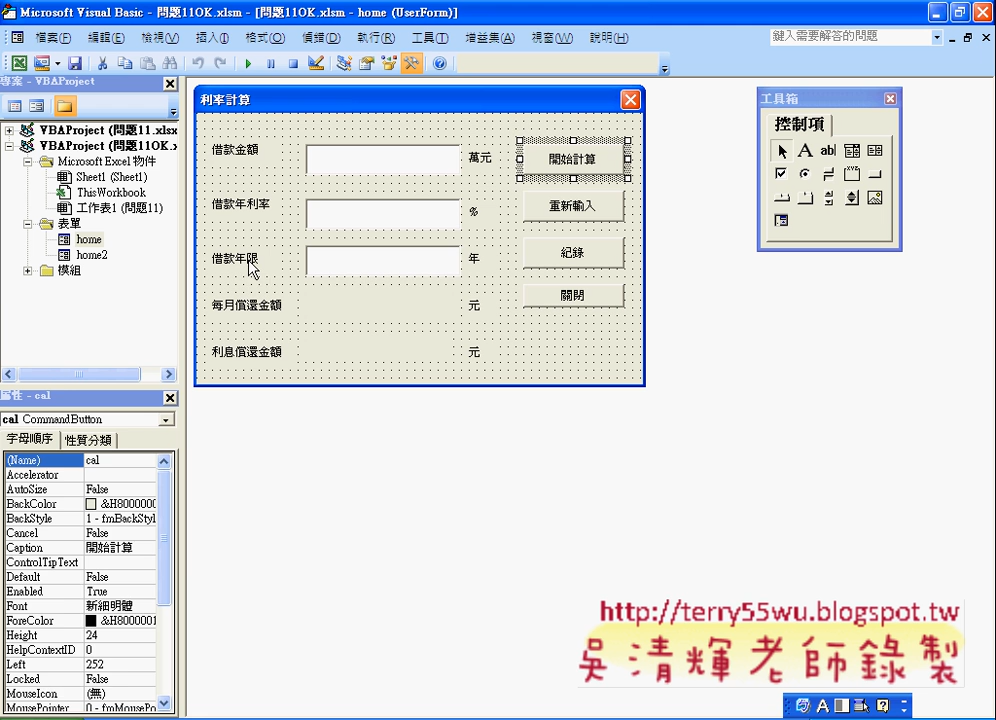 Microsoft Visual Basic - 問題11OK.xlsm - [問題11OK.xlsm - home (UserForm)]
檔案(F) 編輯(E) 檢視(V) 插入(I) 格式(O) 偵錯(D) 執行(R) 工具(T) 增益集(A) 視窗(W) 說明(H) 鍵入需要解答的問題
專案 - VBAProject
VBAProject (問題11.xlsx
VBAProject (問題11OK.x
Microsoft Excel 物件
Sheet1 (Sheet1)
ThisWorkbook
工作表1 (問題11)
表單
home
home2
模組
利率計算
借款金額 萬元 開始計算
借款年利率 % 重新輸入
借款年限 年 紀錄
每月償還金額 元 關閉
利息償還金額 元
工具箱
控制項
屬性 - cal
cal CommandButton
字母順序 性質分類
(Name) cal
Accelerator
AutoSize False
BackColor &H8000000
BackStyle 1 - fmBackStyl
Cancel False
Caption 開始計算
ControlTipText
Default False
Enabled True
Font 新細明體
ForeColor &H8000001
Height 24
HelpContextID 0
Left 252
Locked False
MouseIcon (無)
MousePointer 0 - fmMousePo
http://terry55wu.blogspot.tw
吳清輝老師錄製